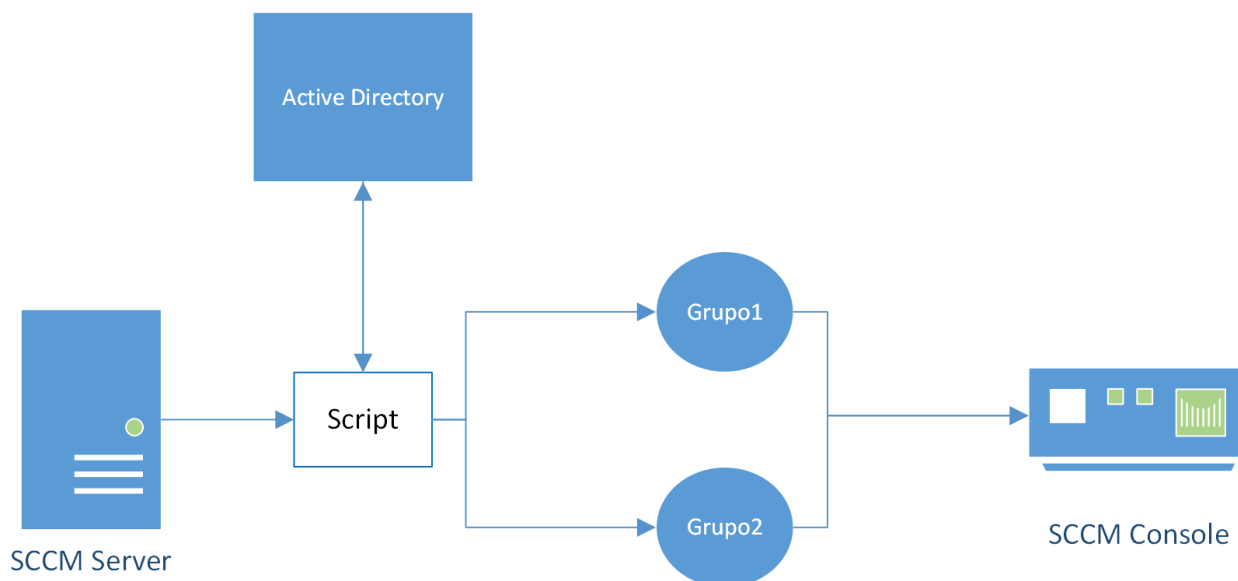 Active Directory
Grupo1
Script
Grupo2
SCCM Server
SCCM Console